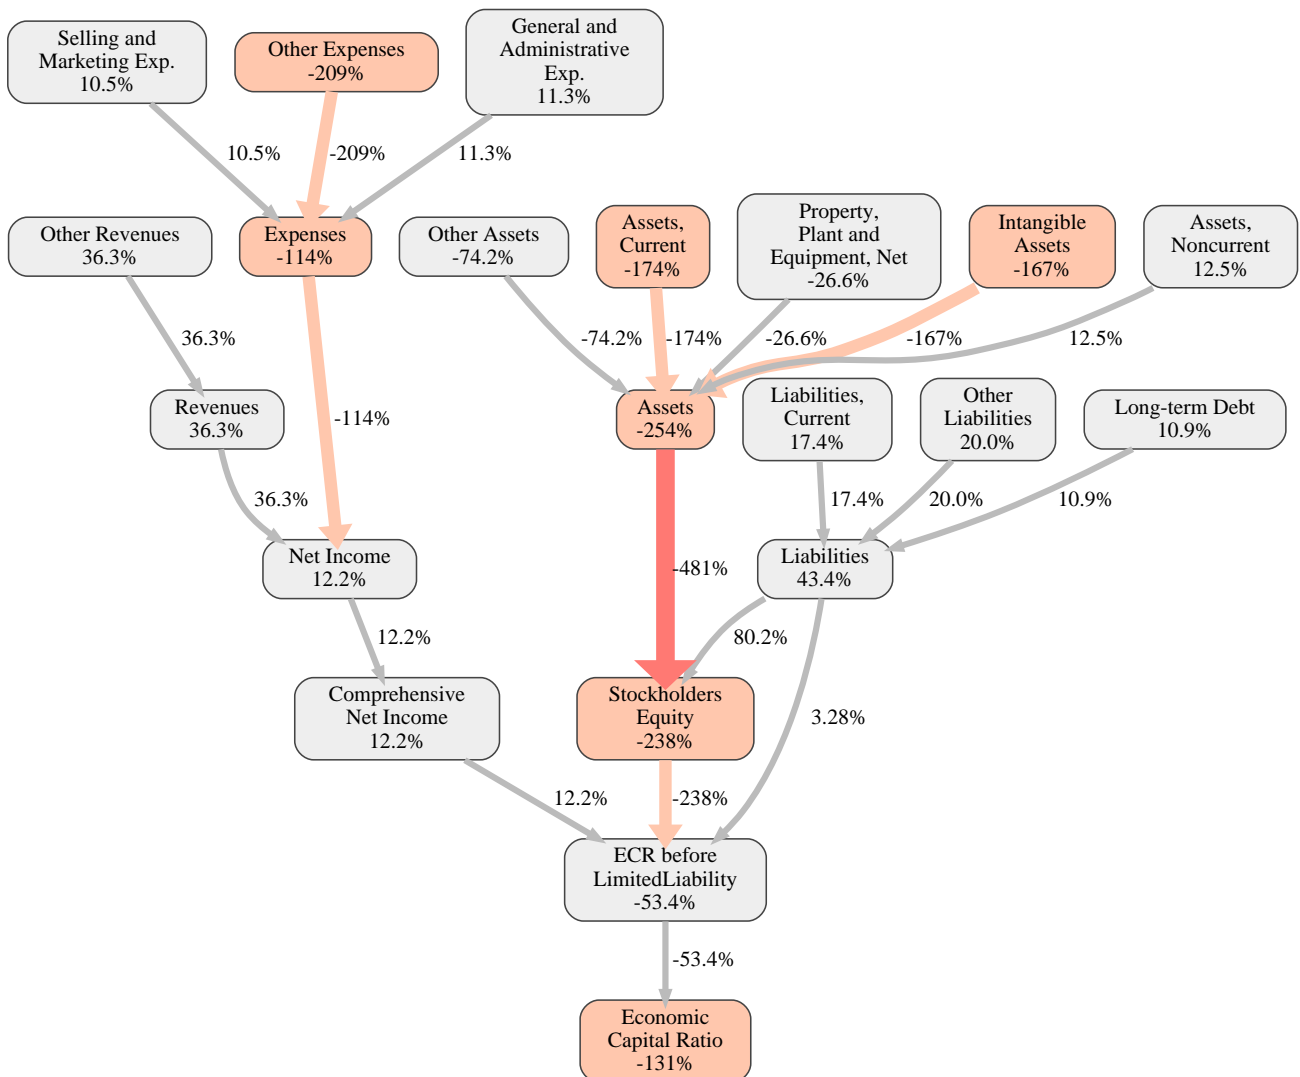 Selling and
Marketing Exp.
10.5%
Other Expenses
-209%
General and
Administrative
Exp.
11.3%
10.5%
-209%
11.3%
Other Revenues
36.3%
Expenses
-114%
Other Assets
-74.2%
Assets,
Current
-174%
Property,
Plant and
Equipment, Net
-26.6%
Intangible
Assets
-167%
Assets,
Noncurrent
12.5%
36.3%
-74.2%
-174%
-26.6%
-167%
12.5%
Revenues
36.3%
-114%
Assets
-254%
Liabilities,
Current
17.4%
Other
Liabilities
20.0%
Long-term Debt
10.9%
36.3%
17.4%
20.0%
10.9%
Net Income
12.2%
-481%
Liabilities
43.4%
12.2%
80.2%
Comprehensive
Net Income
12.2%
Stockholders
Equity
-238%
3.28%
12.2%
-238%
ECR before
LimitedLiability
-53.4%
-53.4%
Economic
Capital Ratio
-131%